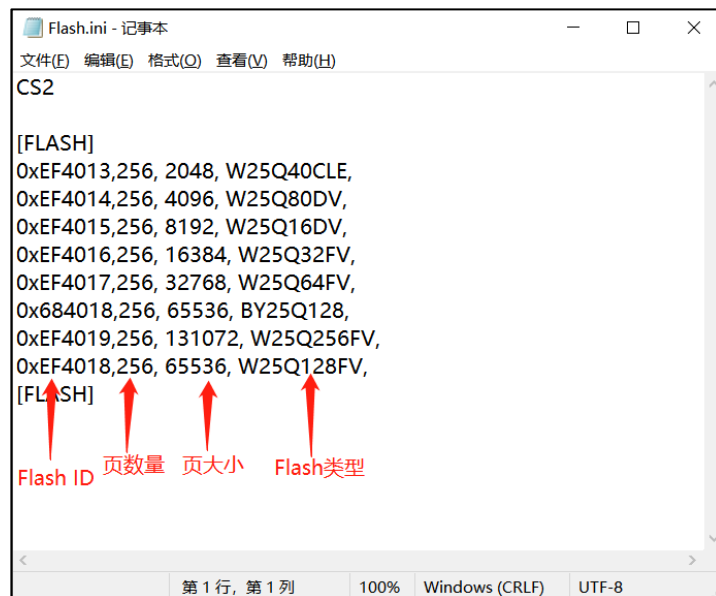 Flash.ini - 记事本
文件(F) 编辑(E) 格式(O) 查看(V) 帮助(H)
CS2
[FLASH]
0xEF4013,256, 2048, W25Q40CLE,
0xEF4014,256, 4096, W25Q80DV,
0xEF4015,256, 8192, W25Q16DV,
0xEF4016,256, 16384, W25Q32FV,
0xEF4017,256, 32768, W25Q64FV,
0x684018,256, 65536, BY25Q128,
0xEF4019,256, 131072, W25Q256FV,
0xEF4018,256, 65536, W25Q128FV,
[FLASH]
Flash ID 页数量 页大小 Flash类型
第 1 行，第 1 列 100% Windows (CRLF) UTF-8